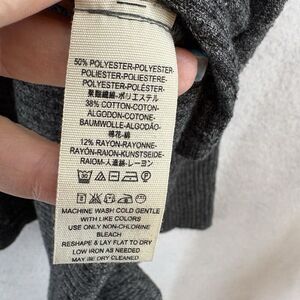 50% POLYESTER-POLYESTER-
POLIESTER-POLIESTERE-
POLYESTER-POLIÉSTER-
聚酯纖維-ポリエステル
38% COTTON-COTON-
ALGODON-COTONE-
BAUMWOLLE-ALGODÃO-
棉花-綿
12% RAYON-RAYONNE-
RAYÓN-RAION-KUNSTSEIDE-
RAIOM-人造絲-レーヨン
MACHINE WASH COLD GENTLE
WITH LIKE COLORS
USE ONLY NON-CHLORINE
BLEACH
RESHAPE & LAY FLAT TO DRY
LOW IRON AS NEEDED
MAY BE DRY CLEANED